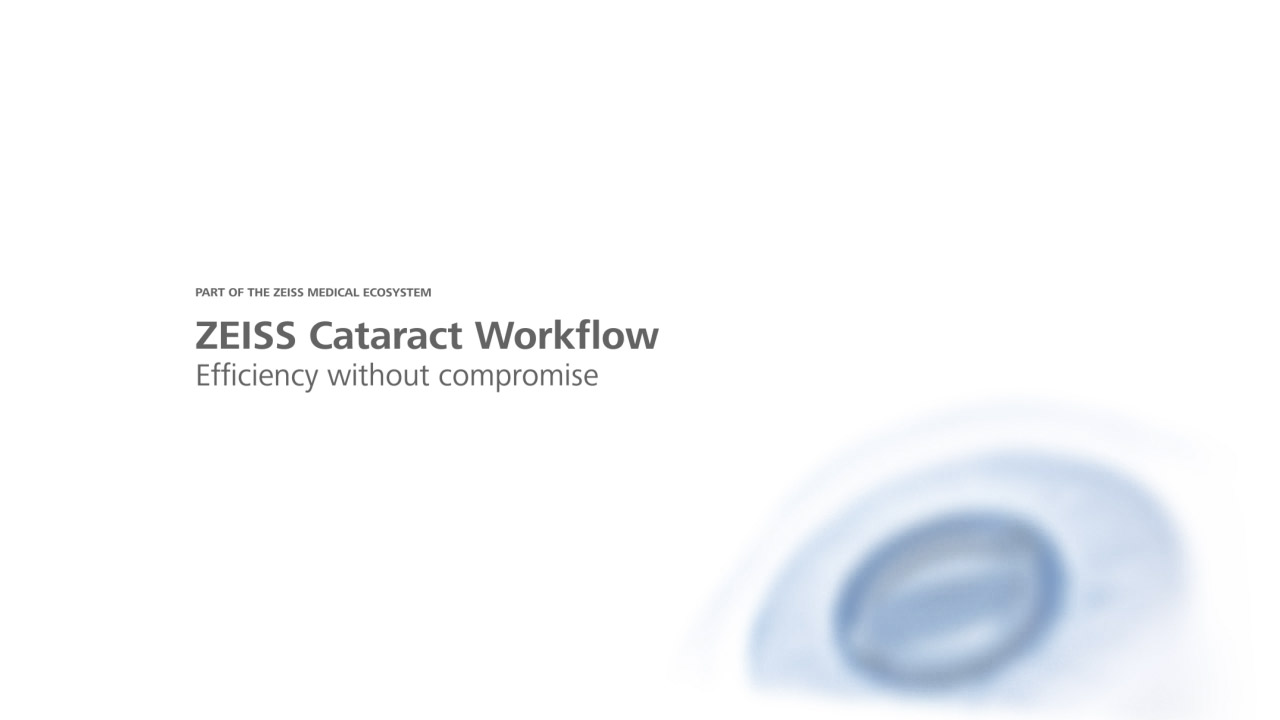 PART OF THE ZEISS MEDICAL ECOSYSTEM
ZEISS Cataract Workflow
Efficiency without compromise